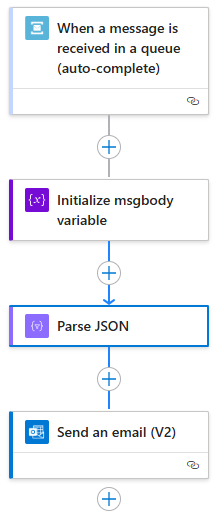 When a message is
received in a queue
(auto-complete)
{x}
Initialize msgbody
variable
Parse JSON
Send an email (V2)